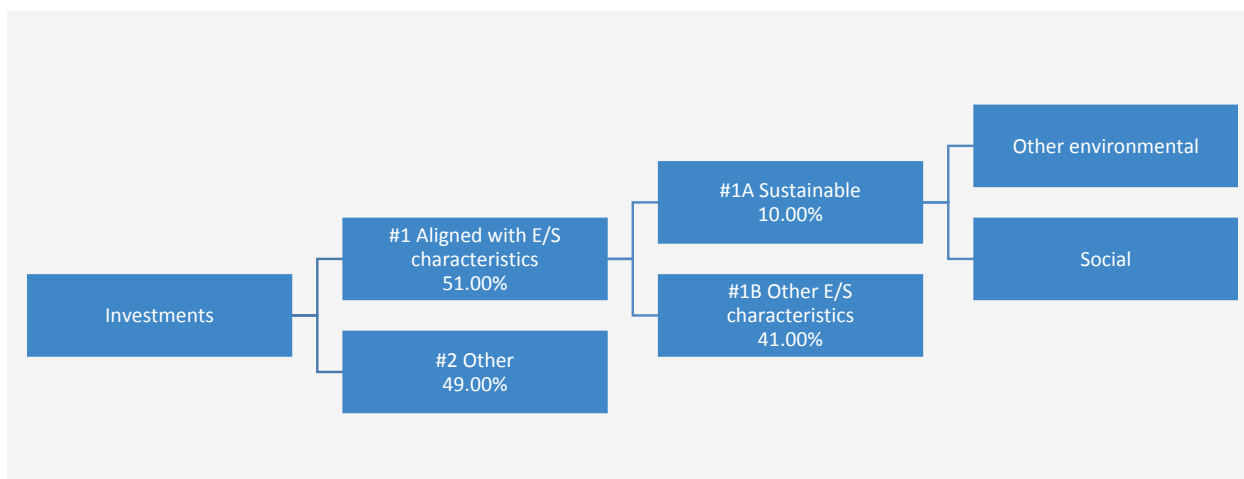 Investments
#1 Aligned with E/S
characteristics
51.00%
#2 Other
49.00%
#1A Sustainable
10.00%
#1B Other E/S
characteristics
41.00%
Other environmental
Social